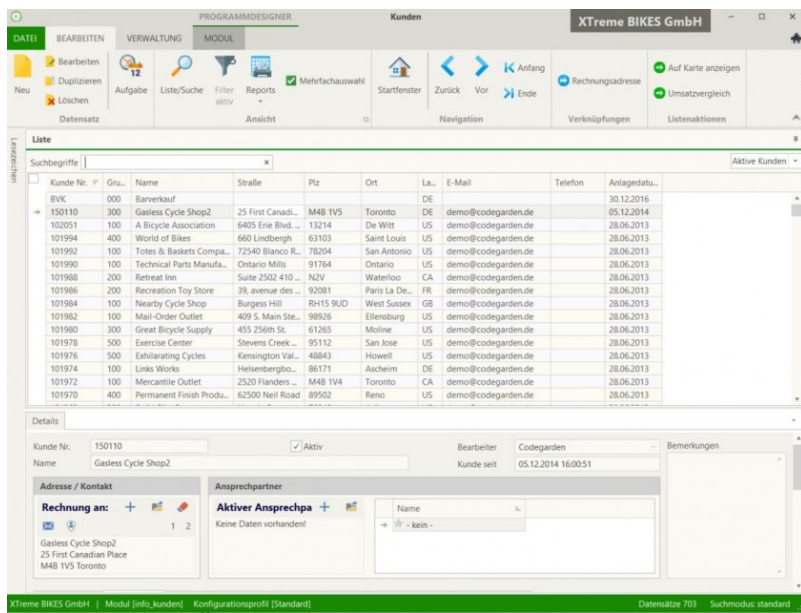 PROGRAMMDESIGNER Kunden XTreme BIKES GmbH
DATEI BEARBEITEN VERWALTUNG MODUL
Neu
Bearbeiten
Duplizieren
Löschen
Datensatz
12
Aufgabe
Liste/Suche
Filter aktiv
Reports
Mehrfachauswahl
Ansicht
Startfenster
Zurück
Vor
Anfang
Ende
Navigation
Rechnungsadresse
Verknüpfungen
Auf Karte anzeigen
Umsatzvergleich
Listenaktionen
Lesezeichen
Liste
Suchbegriffe Aktive Kunden
Kunde Nr. Gru... Name Straße Plz Ort La... E-Mail Telefon Anlagedatu...
BVK 000 Barverkauf DE 30.12.2016
150110 300 Gasless Cycle Shop2 25 First Canadi... M4B 1V5 Toronto DE demo@codegarden.de 05.12.2014
102051 100 A Bicycle Association 6405 Erie Blvd. ... 13214 De Witt US demo@codegarden.de 28.06.2013
101994 400 World of Bikes 660 Lindbergh 63103 Saint Louis US demo@codegarden.de 28.06.2013
101992 100 Totes & Baskets Compa... 72540 Blanco R... 78204 San Antonio US demo@codegarden.de 28.06.2013
101990 100 Technical Parts Manufa... Ontario Mills 91764 Ontario US demo@codegarden.de 28.06.2013
101988 200 Retreat Inn Suite 2502 410 ... N2V Waterloo CA demo@codegarden.de 28.06.2013
101986 200 Recreation Toy Store 39, avenue des ... 92081 Paris La De... FR demo@codegarden.de 28.06.2013
101984 100 Nearby Cycle Shop Burgess Hill RH15 9UD West Sussex GB demo@codegarden.de 28.06.2013
101982 100 Mail-Order Outlet 409 S. Main Ste... 98926 Ellensburg US demo@codegarden.de 28.06.2013
101980 300 Great Bicycle Supply 455 256th St. 61265 Moline US demo@codegarden.de 28.06.2013
101978 500 Exercise Center Stevens Creek ... 95112 San Jose US demo@codegarden.de 28.06.2013
101976 500 Exhilarating Cycles Kensington Val... 48843 Howell US demo@codegarden.de 28.06.2013
101974 100 Links Works Helsenbergbo... 86171 Ascheim DE demo@codegarden.de 28.06.2013
101972 100 Mercantile Outlet 2520 Flanders ... M4B 1V4 Toronto CA demo@codegarden.de 28.06.2013
101970 400 Permanent Finish Produ... 62500 Neil Road 89502 Reno US demo@codegarden.de 28.06.2013
Details
Kunde Nr. 150110 Aktiv Bearbeiter Codegarden Bemerkungen
Name Gasless Cycle Shop2 Kunde seit 05.12.2014 16:00:51
Adresse / Kontakt Ansprechpartner
Rechnung an: Aktiver Ansprechpa Name
1 2 Keine Daten vorhanden! - kein -
Gasless Cycle Shop2
25 First Canadian Place
M4B 1V5 Toronto
XTreme BIKES GmbH | Modul [info_kunden] Konfigurationsprofil [Standard] Datensätze 703 Suchmodus: standard